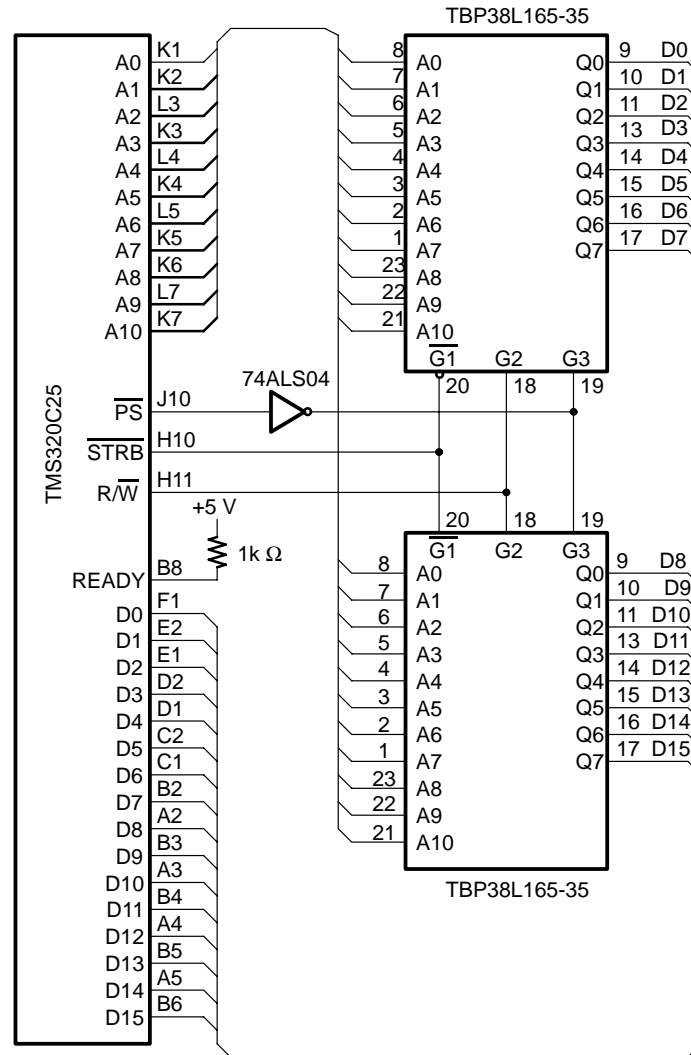 TBP38L165-35
TMS320C25
A0 K1
A1 K2
A2 L3
A3 K3
A4 L4
A5 K4
A6 L5
A7 K5
A8 K6
A9 L7
A10 K7
PS J10
STRB H10
R/W H11
READY B8
D0 F1
D1 E2
D2 E1
D3 D2
D4 D1
D5 C2
D6 C1
D7 B2
D8 A2
D9 B3
D10 A3
D11 B4
D12 A4
D13 B5
D14 A5
D15 B6
74ALS04
+5 V
1k Ω
8 A0 Q0 9 D0
7 A1 Q1 10 D1
6 A2 Q2 11 D2
5 A3 Q3 13 D3
4 A4 Q4 14 D4
3 A5 Q5 15 D5
2 A6 Q6 16 D6
1 A7 Q7 17 D7
23 A8
22 A9
21 A10
G1 G2 G3
20 18 19
20 18 19
G1 G2 G3
8 A0 Q0 9 D8
7 A1 Q1 10 D9
6 A2 Q2 11 D10
5 A3 Q3 13 D11
4 A4 Q4 14 D12
3 A5 Q5 15 D13
2 A6 Q6 16 D14
1 A7 Q7 17 D15
23 A8
22 A9
21 A10
TBP38L165-35